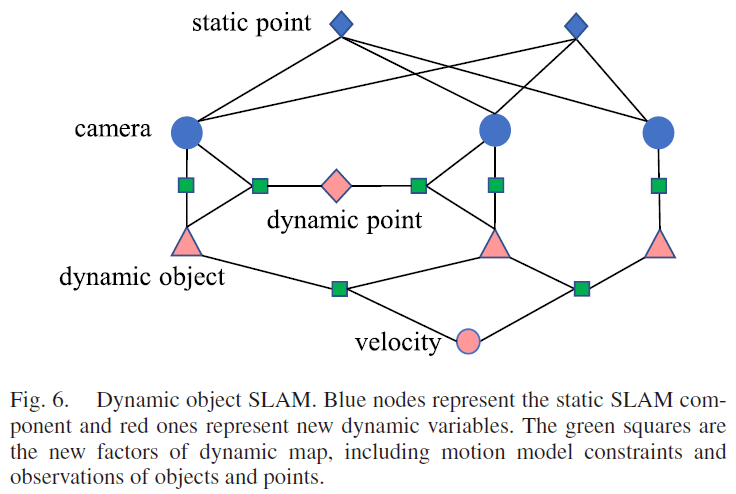 static point
camera
dynamic point
dynamic object
velocity
Fig. 6. Dynamic object SLAM. Blue nodes represent the static SLAM com-
ponent and red ones represent new dynamic variables. The green squares are
the new factors of dynamic map, including motion model constraints and
observations of objects and points.